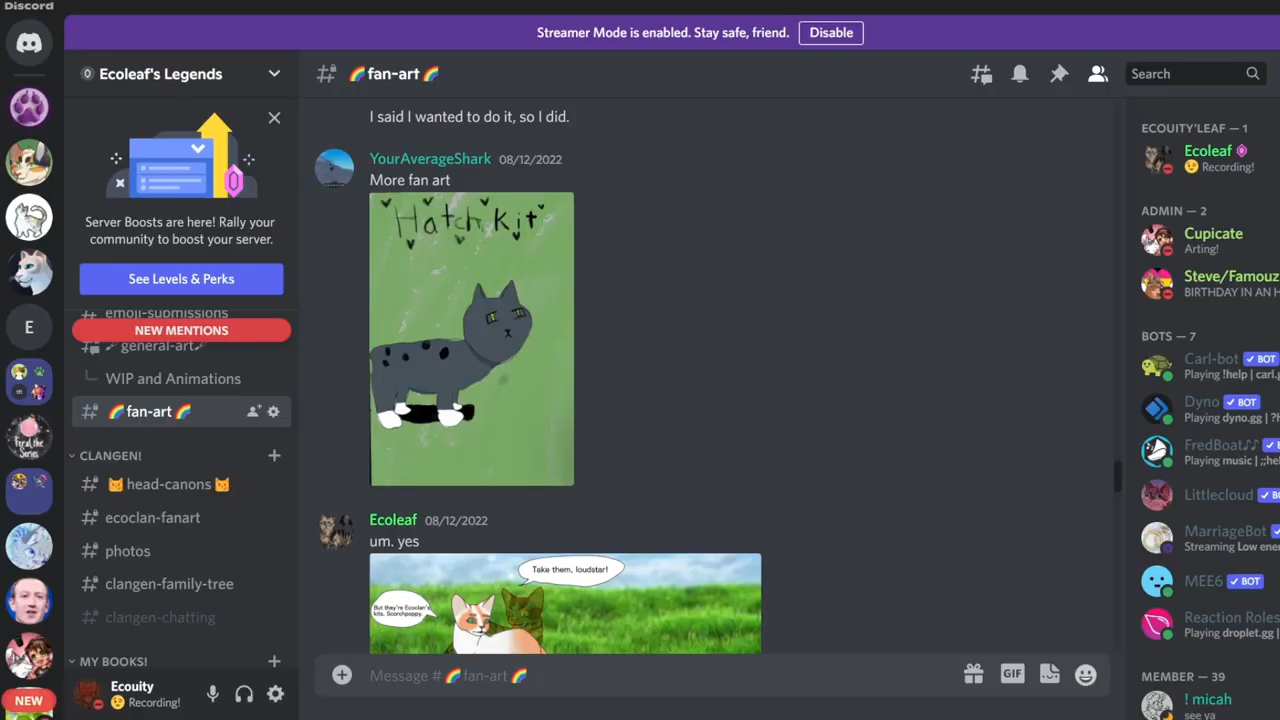 Discord
Streamer Mode is enabled. Stay safe, friend.
Disable
Ecoleaf's Legends
Server Boosts are here! Rally your
community to boost your server.
See Levels & Perks
emoji-submissions
NEW MENTIONS
general-art
WIP and Animations
🌈fan-art🌈
CLANGEN!
🐱head-canons🐱
ecoclan-fanart
photos
clangen-family-tree
clangen-chatting
MY BOOKS!
Ecouity
😉 Recording!
E
NEW
🌈fan-art🌈
Search
I said I wanted to do it, so I did.
YourAverageShark 08/12/2022
More fan art
Hatch kit
Ecoleaf 08/12/2022
um. yes
Take them, loudstar!
But they're Ecoclan's
kits, Scorchpoppy.
Message #🌈fan-art🌈
GIF
ECOUITY'LEAF — 1
Ecoleaf
😉 Recording!
ADMIN — 2
Cupicate
Arting!
Steve/Famouz
BIRTHDAY IN AN H
BOTS — 7
Carl-bot ✔ BOT
Playing !help | carl.g
Dyno ✔ BOT
Playing dyno.gg | ?h
FredBoat♪♪
Playing music | ;;hel
Littlecloud
MarriageBot
Streaming Low ene
MEE6 ✔ BOT
Reaction Roles
Playing droplet.gg |
MEMBER — 39
! micah
see ya